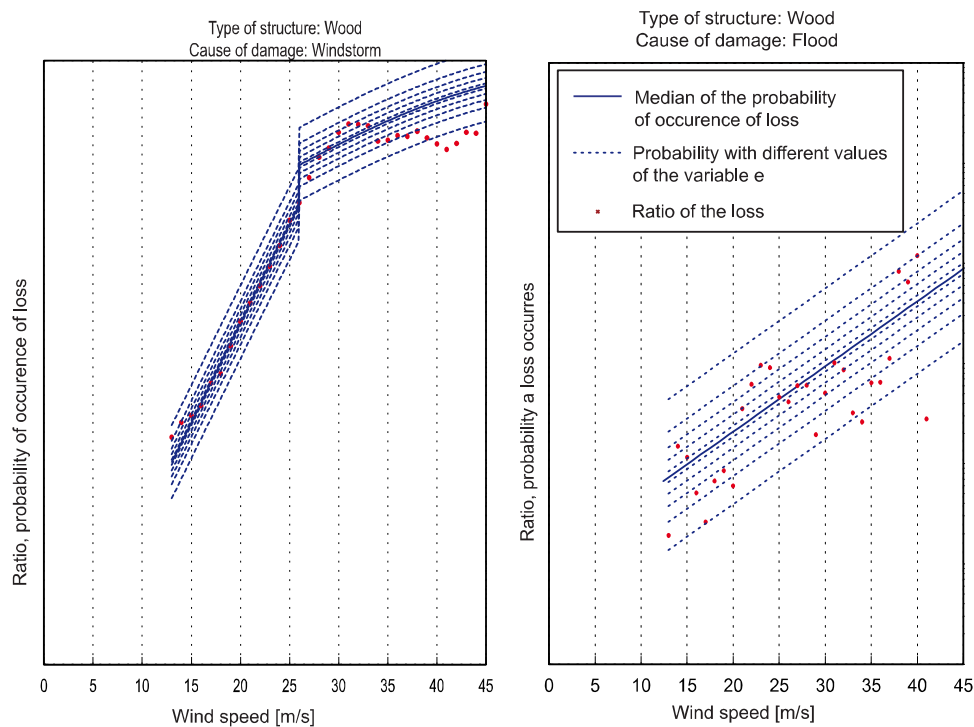 Type of structure: Wood
Cause of damage: Windstorm
Ratio, probability of occurence of loss
0 5 10 15 20 25 30 35 40 45
Wind speed [m/s]
Type of structure: Wood
Cause of damage: Flood
Median of the probability
of occurence of loss
Probability with different values
of the variable e
Ratio of the loss
Ratio, probability a loss occurres
0 5 10 15 20 25 30 35 40 45
Wind speed [m/s]